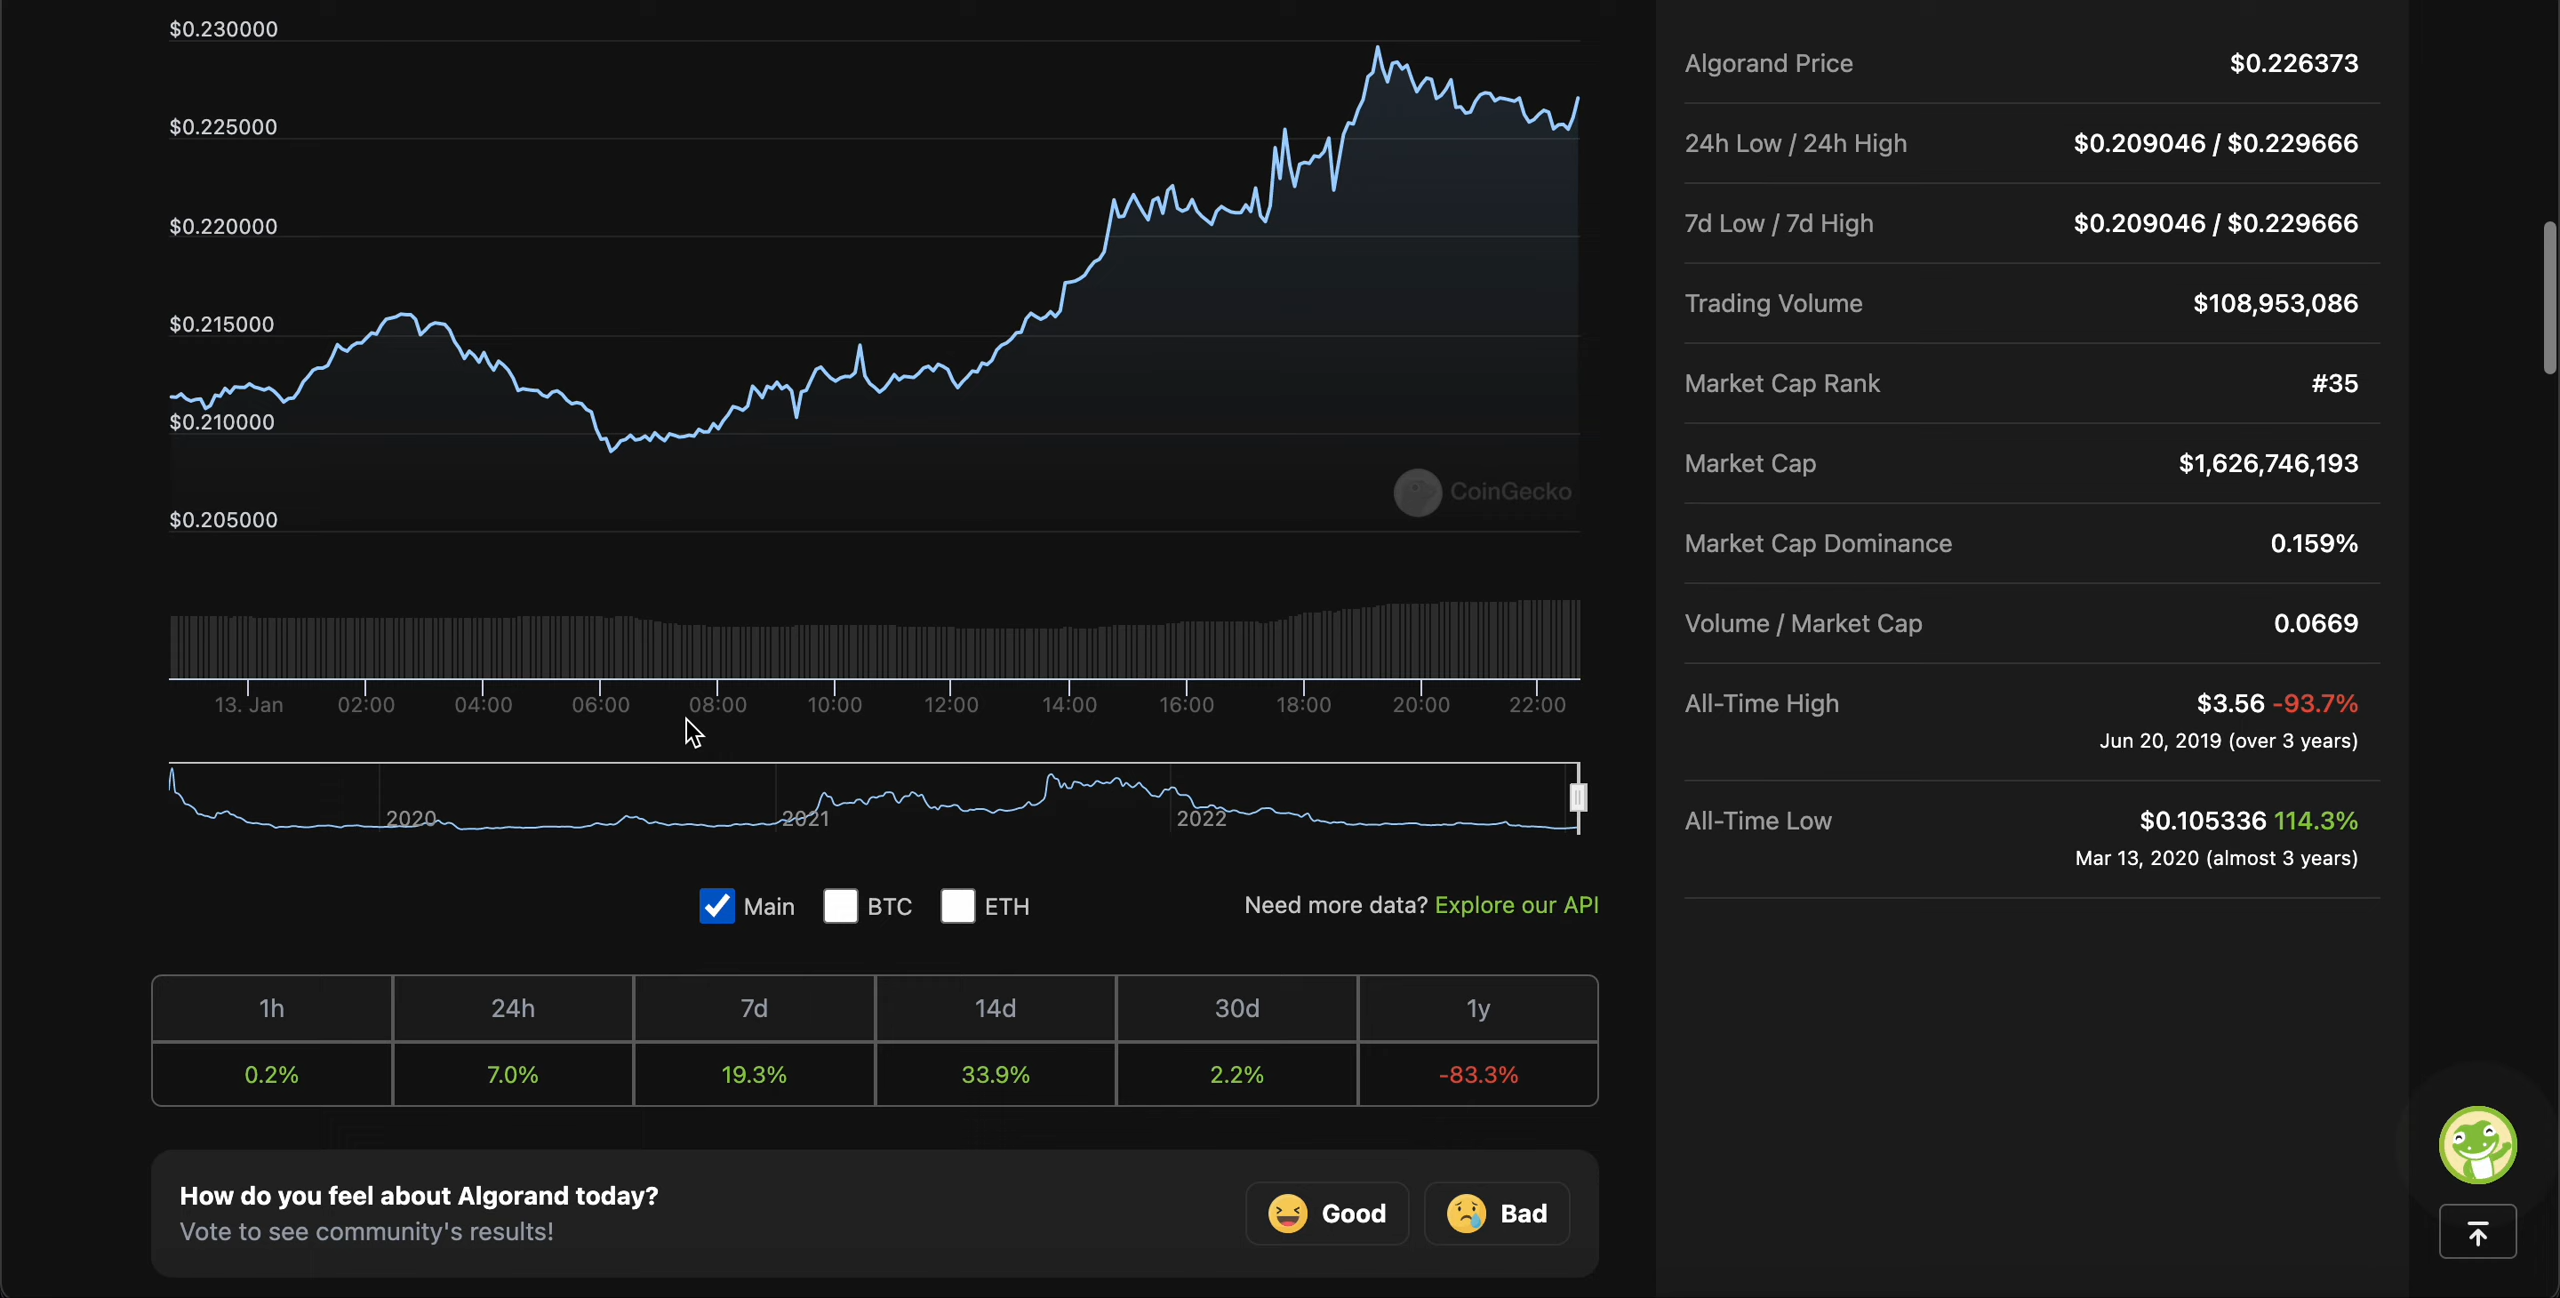 $0.230000
$0.225000
$0.220000
$0.215000
$0.210000
$0.205000
CoinGecko
13. Jan 02:00 04:00 06:00 08:00 10:00 12:00 14:00 16:00 18:00 20:00 22:00
2020 2021 2022
Main BTC ETH Need more data? Explore our API
1h 24h 7d 14d 30d 1y
0.2% 7.0% 19.3% 33.9% 2.2% -83.3%
How do you feel about Algorand today?
Vote to see community's results!
Good Bad
Algorand Price $0.226373
24h Low / 24h High $0.209046 / $0.229666
7d Low / 7d High $0.209046 / $0.229666
Trading Volume $108,953,086
Market Cap Rank #35
Market Cap $1,626,746,193
Market Cap Dominance 0.159%
Volume / Market Cap 0.0669
All-Time High $3.56 -93.7%
Jun 20, 2019 (over 3 years)
All-Time Low $0.105336 114.3%
Mar 13, 2020 (almost 3 years)